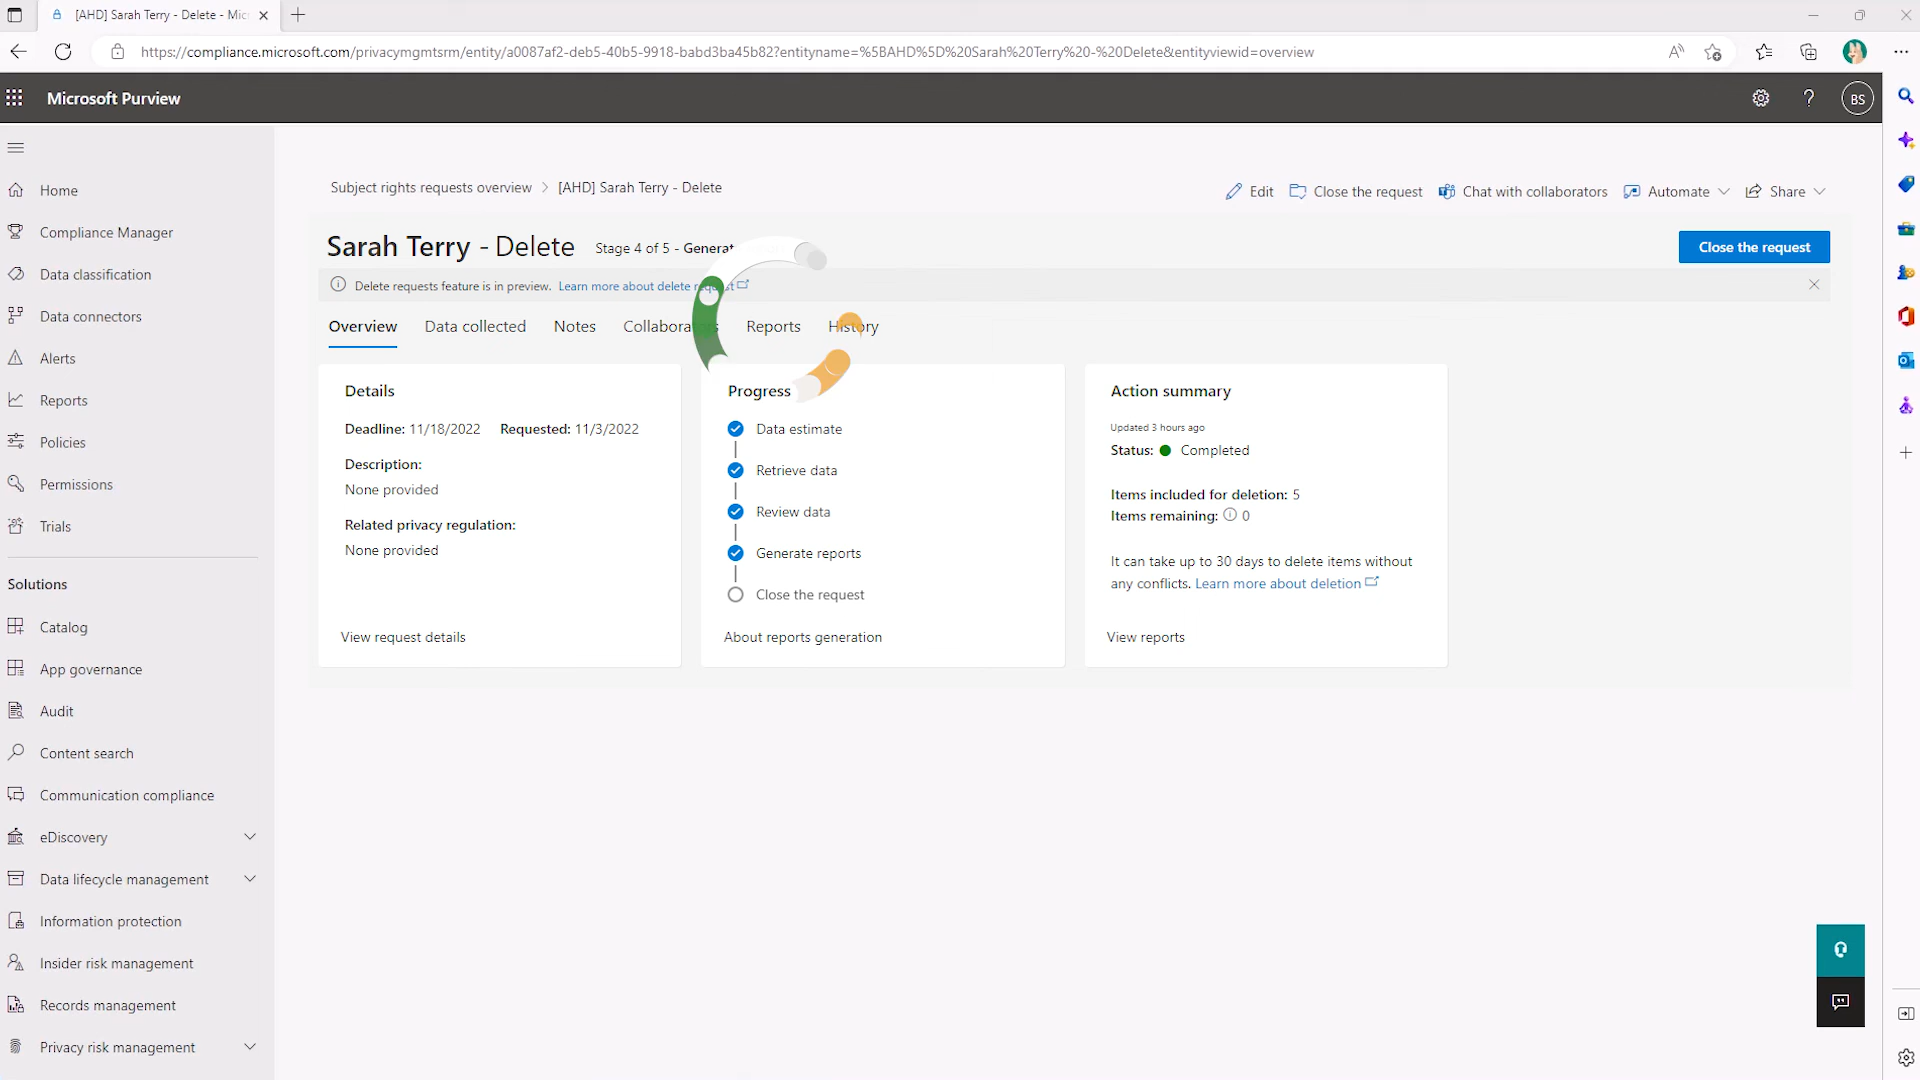 [AHD] Sarah Terry - Delete - Mic
https://compliance.microsoft.com/privacymgmtsrm/entity/a0087af2-deb5-40b5-9918-babd3ba45b82?entityname=%5BAHD%5D%20Sarah%20Terry%20-%20Delete&entityviewid=overview
Microsoft Purview
BS
Home
Compliance Manager
Data classification
Data connectors
Alerts
Reports
Policies
Permissions
Trials
Solutions
Catalog
App governance
Audit
Content search
Communication compliance
eDiscovery
Data lifecycle management
Information protection
Insider risk management
Records management
Privacy risk management
Subject rights requests overview > [AHD] Sarah Terry - Delete
Edit Close the request Chat with collaborators Automate Share
Sarah Terry - Delete Stage 4 of 5 - Generat
Close the request
Delete requests feature is in preview. Learn more about delete request
Overview Data collected Notes Collaborators Reports History
Details
Deadline: 11/18/2022 Requested: 11/3/2022
Description:
None provided
Related privacy regulation:
None provided
View request details
Progress
Data estimate
Retrieve data
Review data
Generate reports
Close the request
About reports generation
Action summary
Updated 3 hours ago
Status: Completed
Items included for deletion: 5
Items remaining: 0
It can take up to 30 days to delete items without
any conflicts. Learn more about deletion
View reports